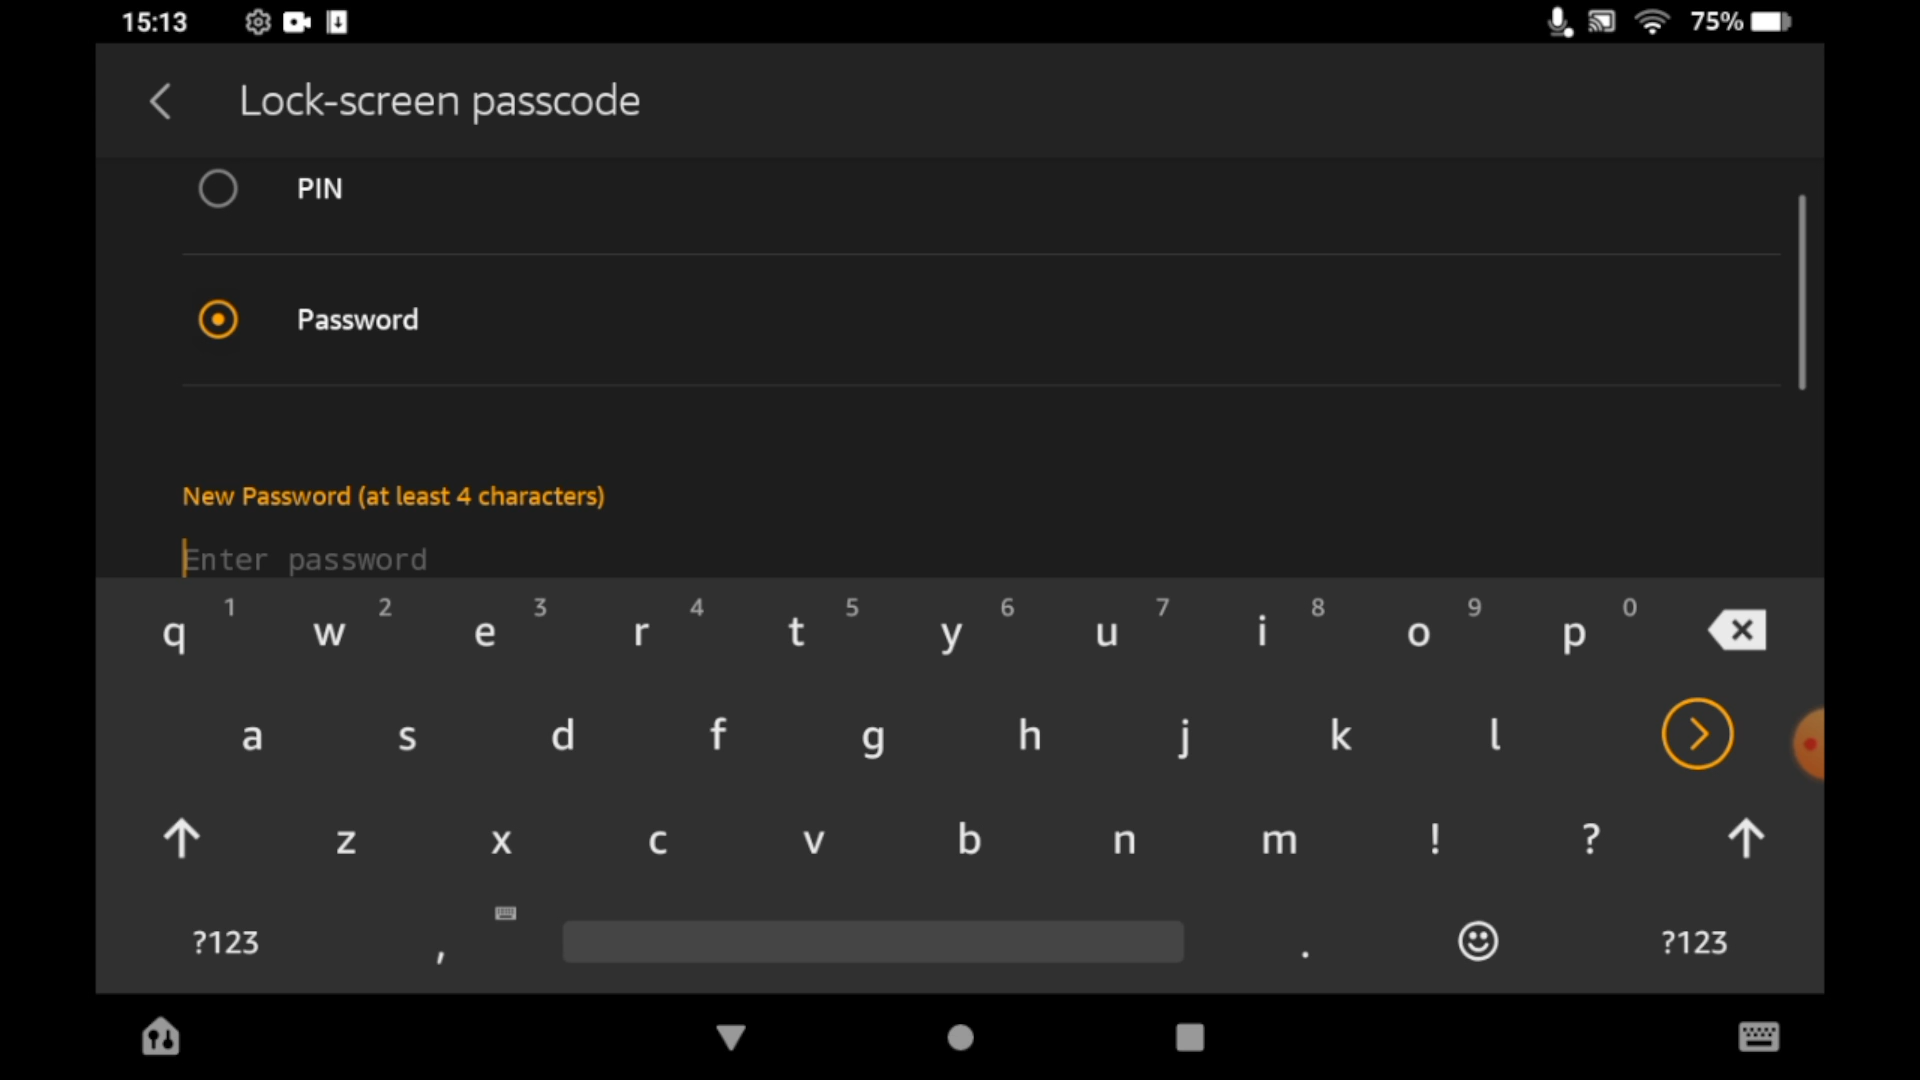 15:13 75%
Lock-screen passcode
PIN
Password
New Password (at least 4 characters)
Enter password
1 2 3 4 5 6 7 8 9 0
q w e r t y u i o p
a s d f g h j k l
z x c v b n m ! ?
?123 , . ?123